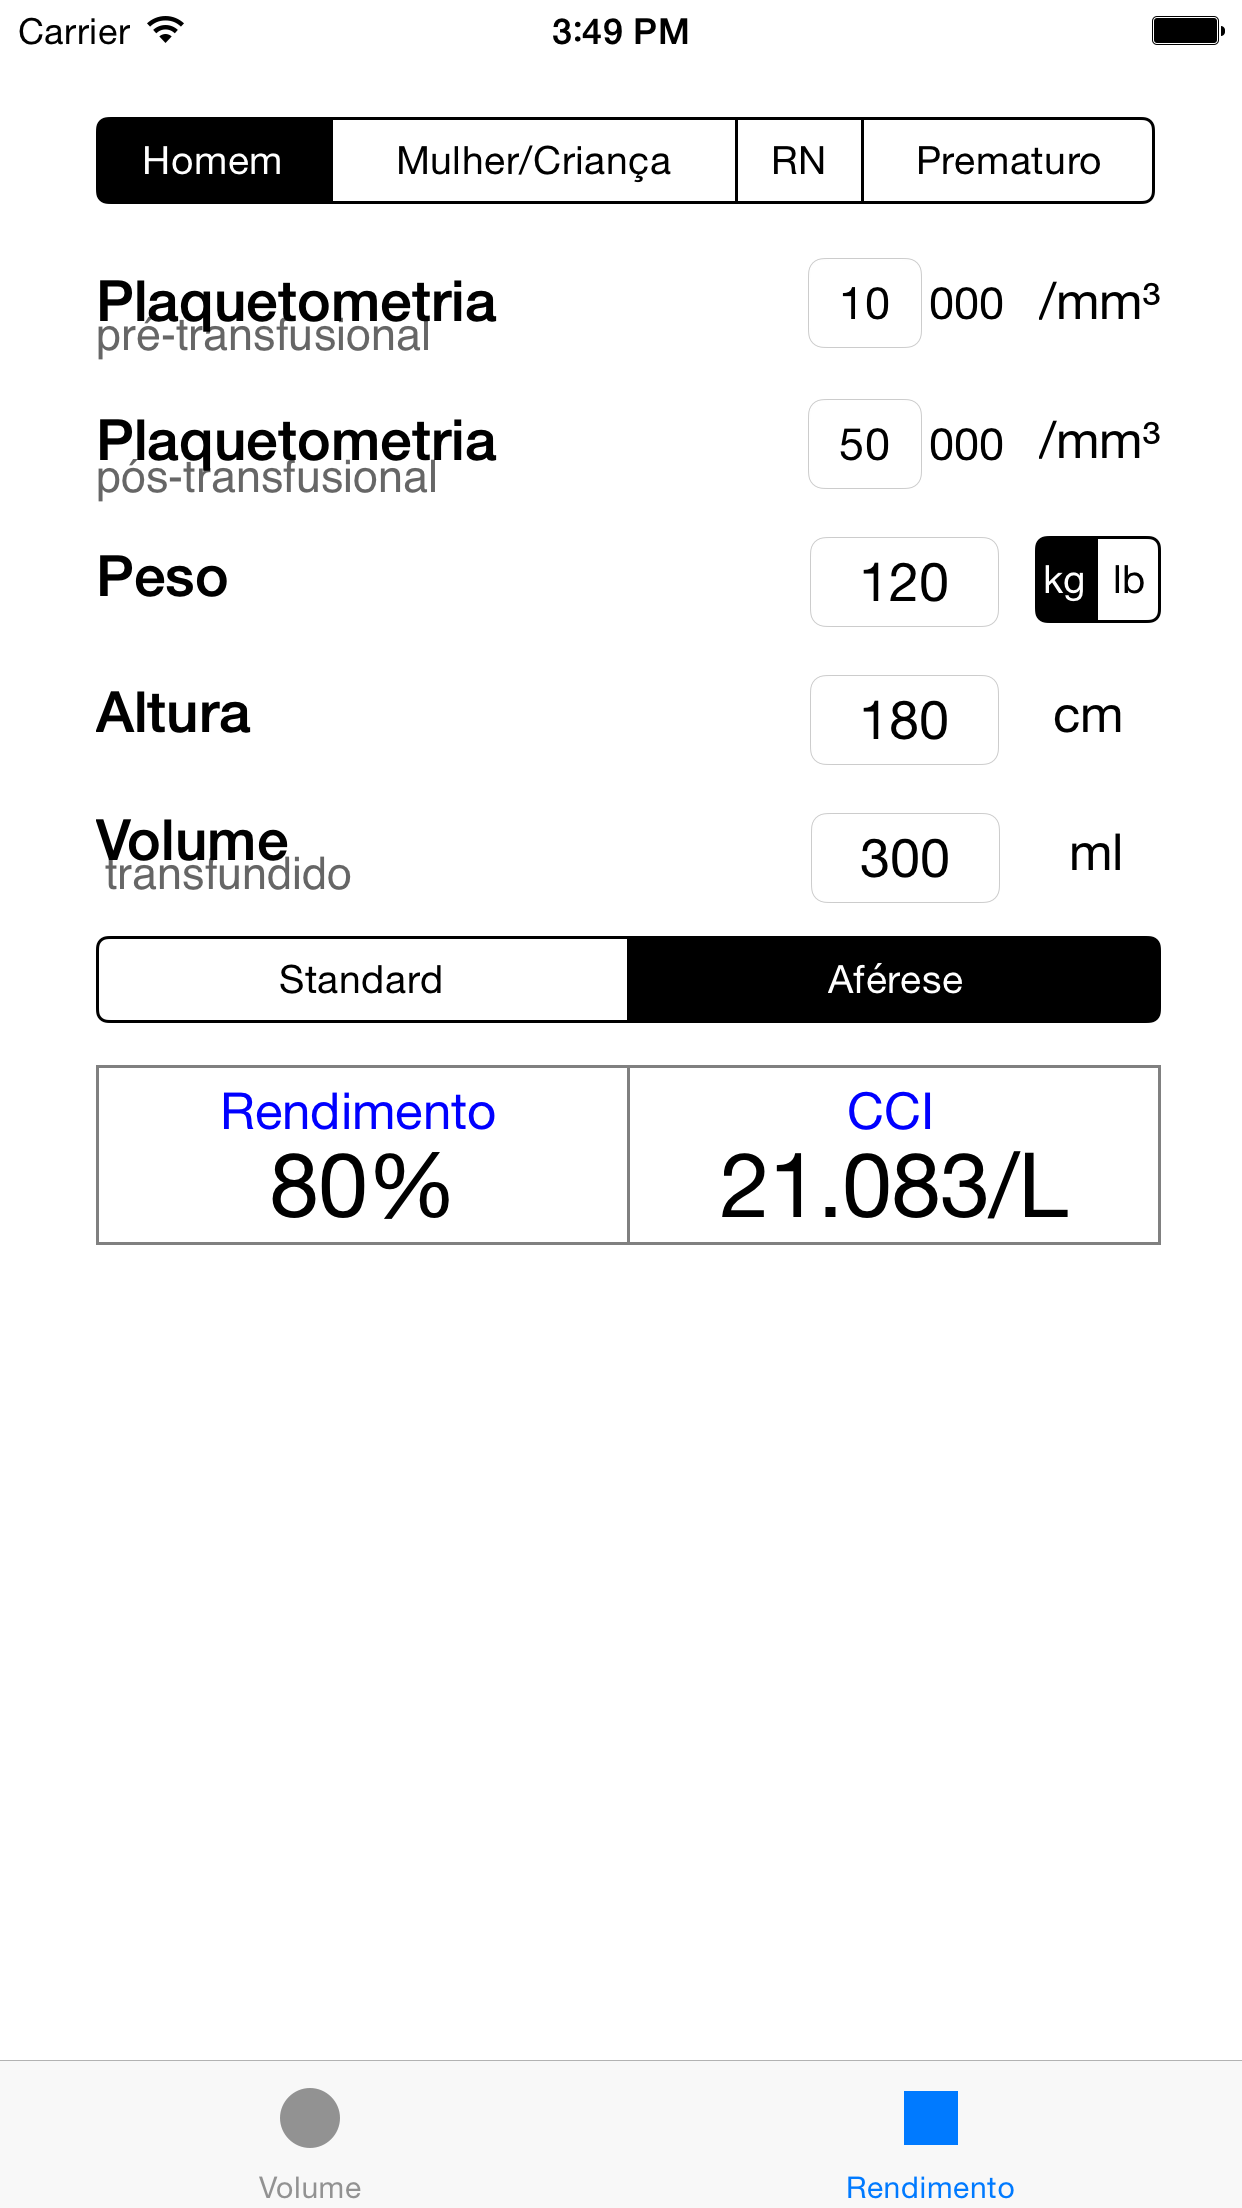 Carrier 3:49 PM
Homem Mulher/Criança RN Prematuro
Plaquetometria 10 000 /mm³
pré-transfusional
Plaquetometria 50 000 /mm³
pós-transfusional
Peso 120 kg lb
Altura 180 cm
Volume 300 ml
transfundido
Standard Aférese
Rendimento CCI
80% 21.083/L
Volume Rendimento